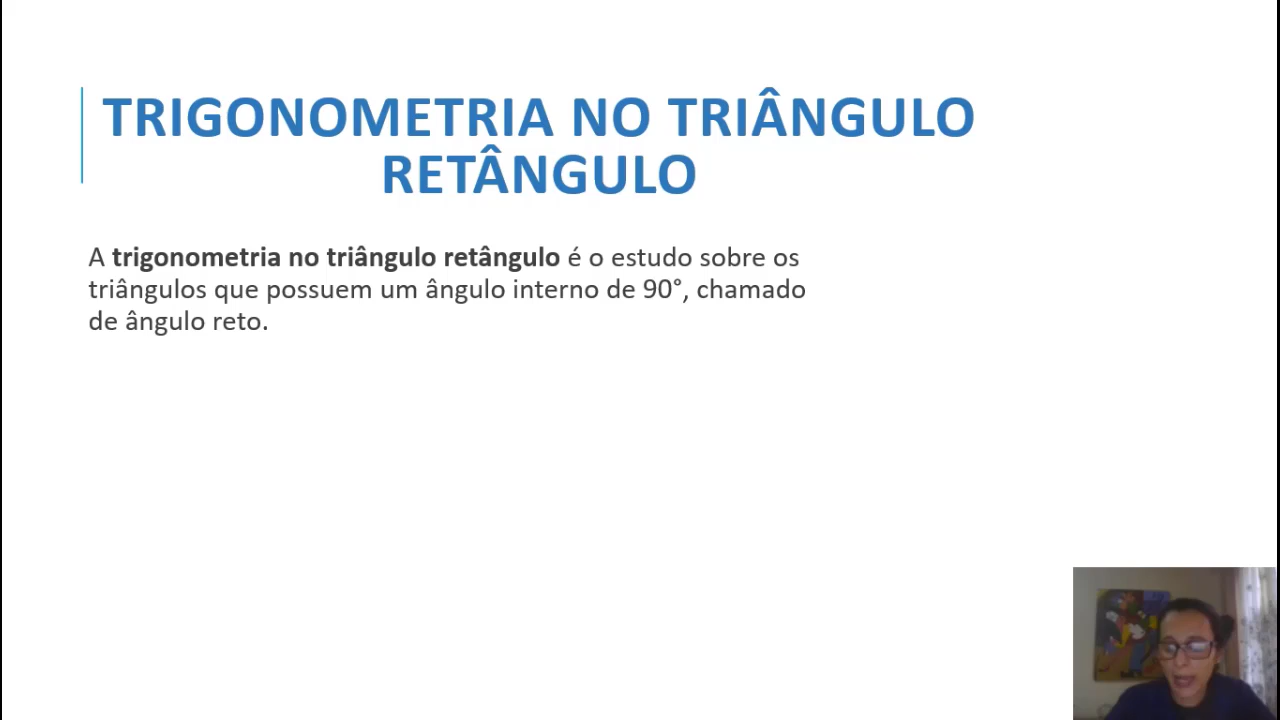 TRIGONOMETRIA NO TRIÂNGULO
RETÂNGULO
A trigonometria no triângulo retângulo é o estudo sobre os
triângulos que possuem um ângulo interno de 90°, chamado
de ângulo reto.